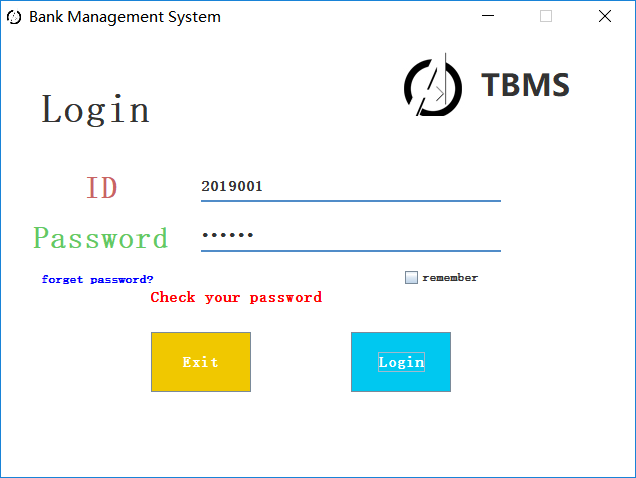 Bank Management System
TBMS
Login
ID
2019001
Password
••••••
forget password?
remember
Check your password
Exit
Login